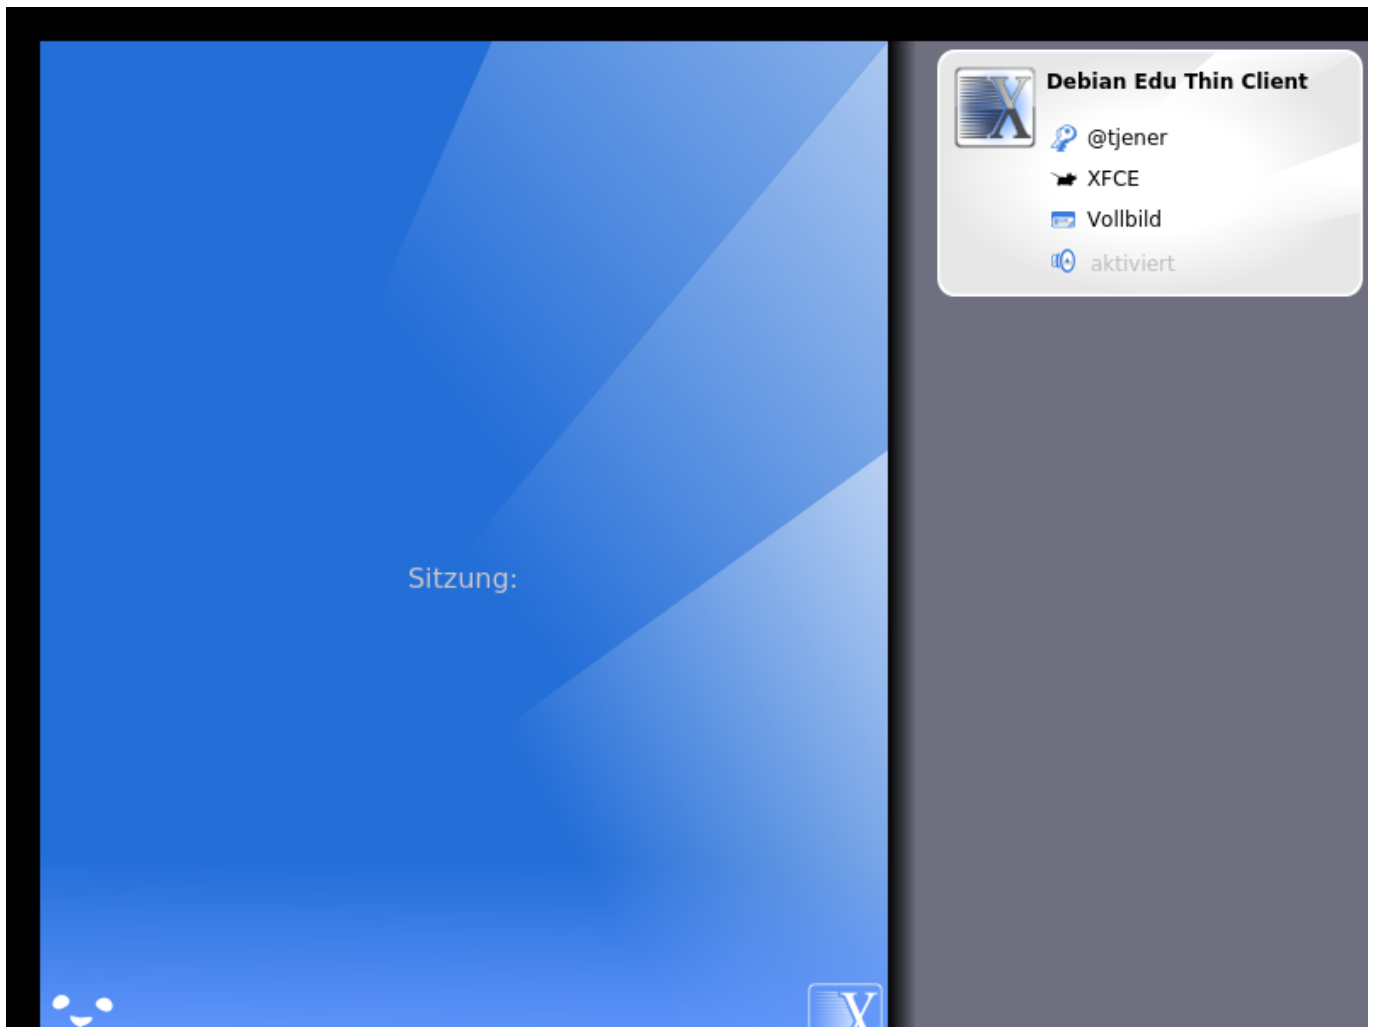 Debian Edu Thin Client
@tjener
XFCE
Vollbild
aktiviert
Sitzung:
X
X